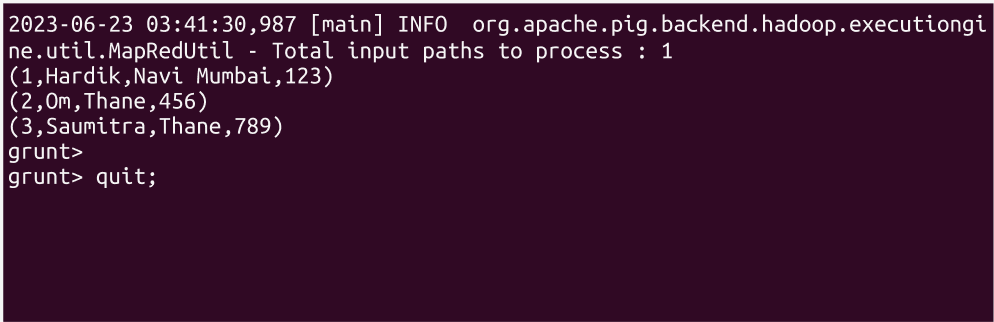 2023-06-23 03:41:30,987 [main] INFO  org.apache.pig.backend.hadoop.executiongi
ne.util.MapRedUtil - Total input paths to process : 1
(1,Hardik,Navi Mumbai,123)
(2,Om,Thane,456)
(3,Saumitra,Thane,789)
grunt>
grunt> quit;